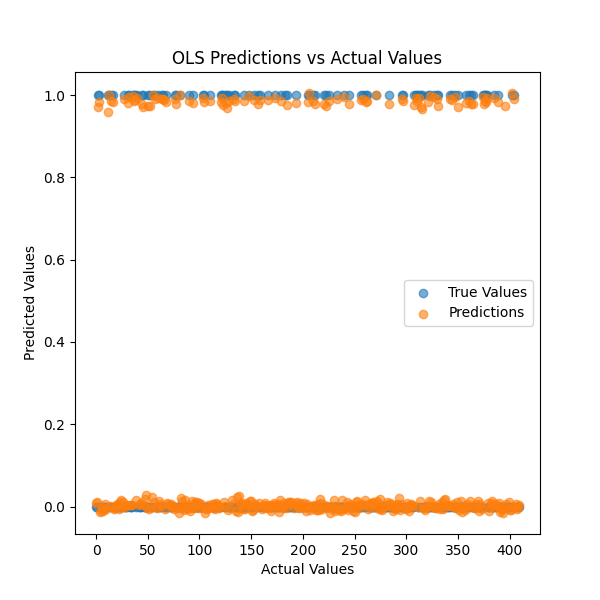 OLS Predictions vs Actual Values
Predicted Values
1.0
0.8
0.6
0.4
0.2
0.0
True Values
Predictions
0 50 100 150 200 250 300 350 400
Actual Values